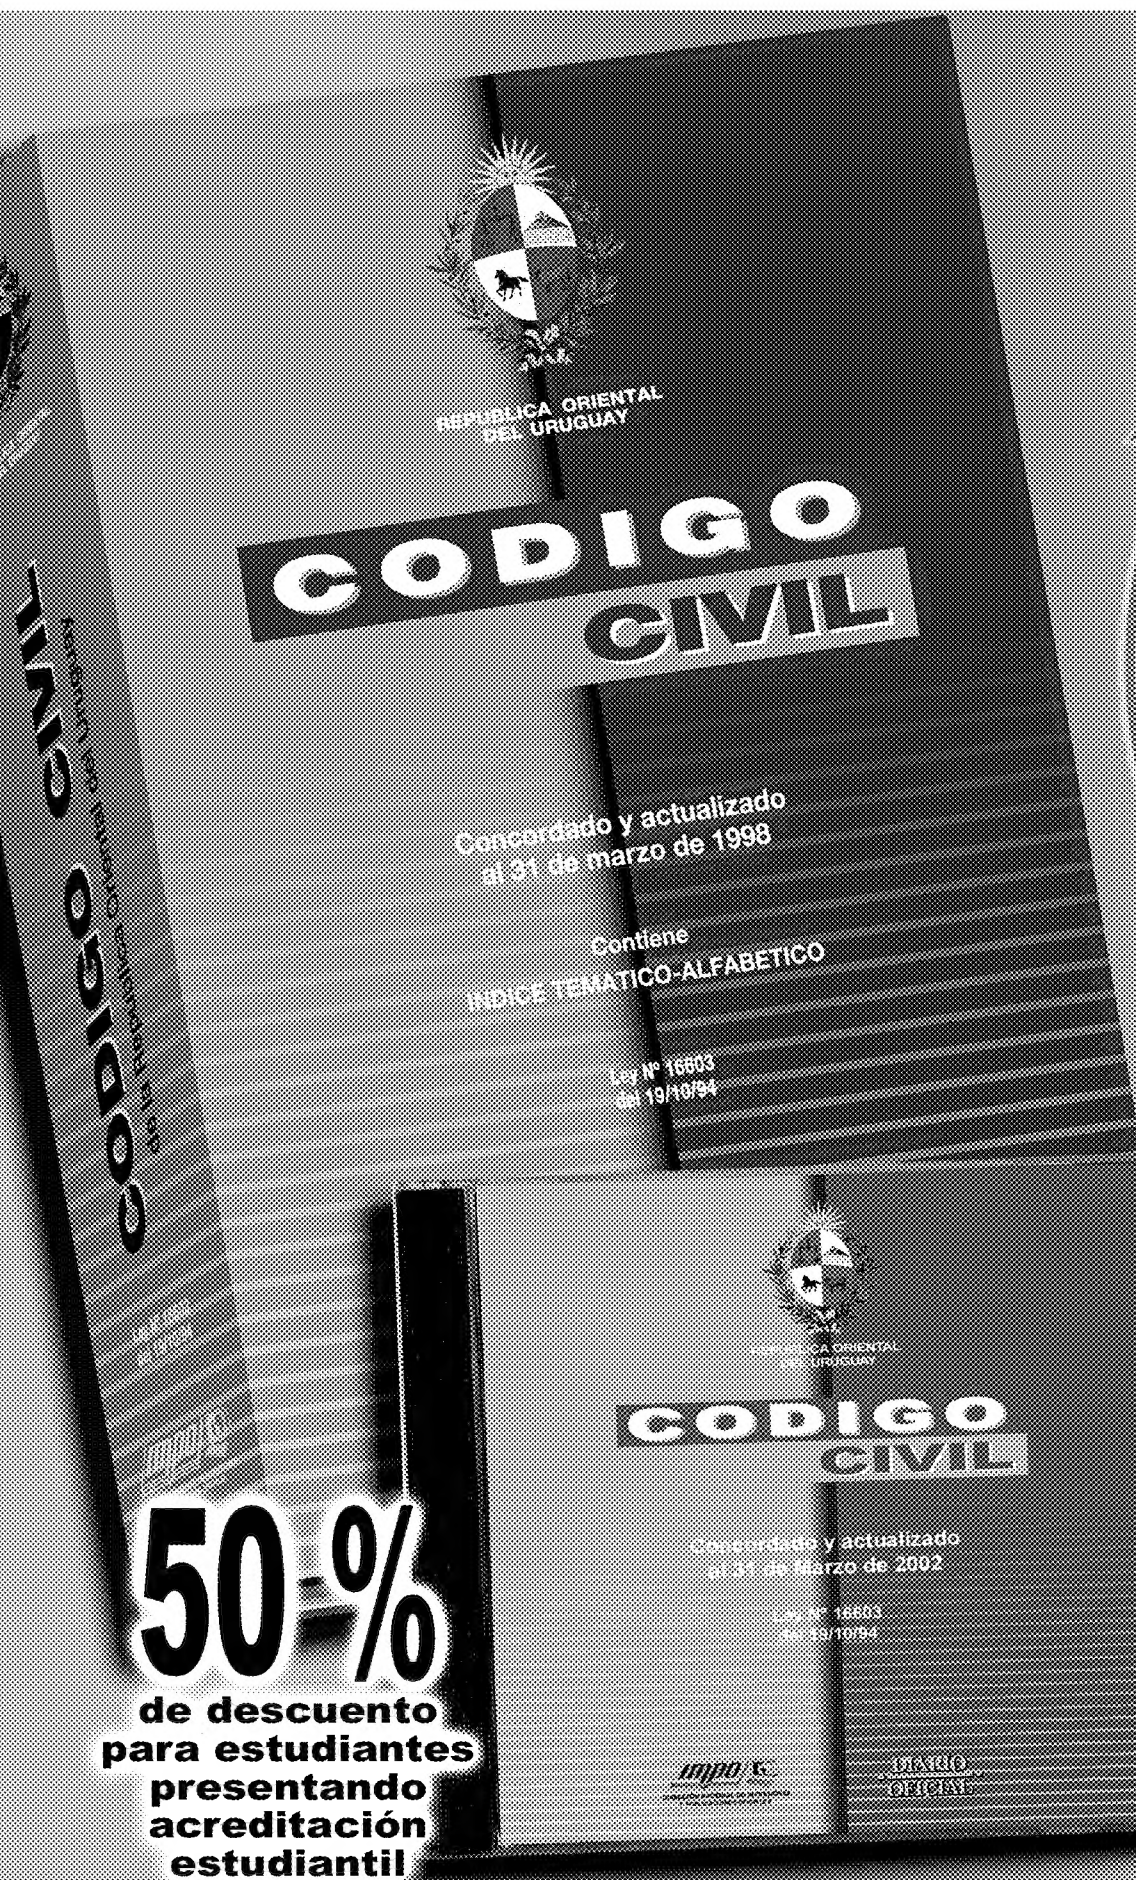 REPUBLICA ORIENTAL
DEL URUGUAY
CODIGO
CIVIL
Concordado y actualizado
al 31 de marzo de 1998
Contiene
INDICE TEMATICO-ALFABETICO
Ley Nº 16603
del 19/10/94
CODIGO CIVIL
de la República Oriental del Uruguay
IMPO
REPUBLICA ORIENTAL
DEL URUGUAY
CODIGO
CIVIL
Concordado y actualizado
al 31 de Marzo de 2002
Ley Nº 16603
del 19/10/94
IMPO
DIARIO
OFICIAL
50 %
de descuento
para estudiantes
presentando
acreditación
estudiantil